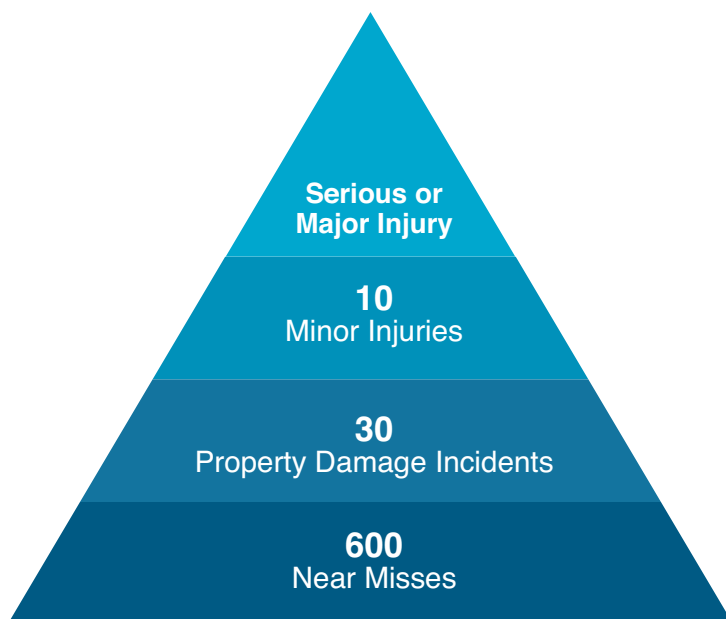 Serious or
Major Injury
10
Minor Injuries
30
Property Damage Incidents
600
Near Misses